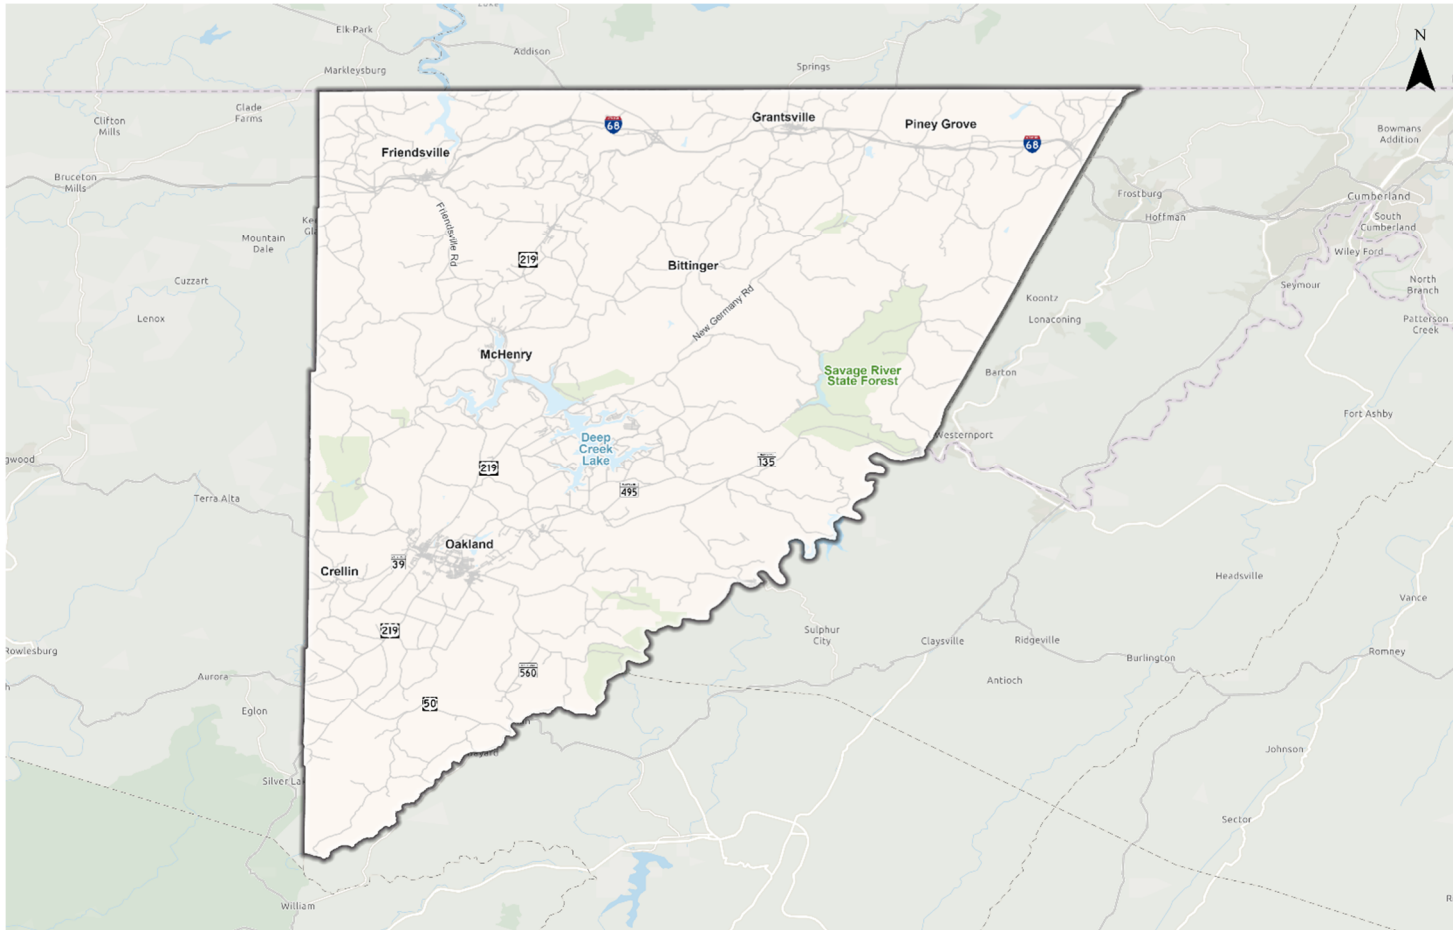 Elk Park
N
Addison
Markleysburg
Springs
Glade
Farms
Clifton
Mills
68
Grantsville
Piney Grove
68
Bowmans
Addition
Friendsville
Bruceton
Mills
Frostburg
Cumberland
Hoffman
South
Cumberland
Friendsville Rd
Mountain
Dale
Wiley Ford
219
Bittinger
Cuzzart
Seymour
North
Branch
New Germany Rd
Koontz
Lenox
Lonaconing
Patterson
Creek
McHenry
Savage River
State Forest
Barton
Fort Ashby
Deep
Creek
Lake
Westernport
gwood
219
135
495
Terra Alta
Oakland
39
Crellin
Headsville
Vance
219
Sulphur
City
Claysville
Ridgeville
Rowlesburg
Burlington
Romney
560
Aurora
Antioch
50
Eglon
Johnson
Silver La
Sector
William